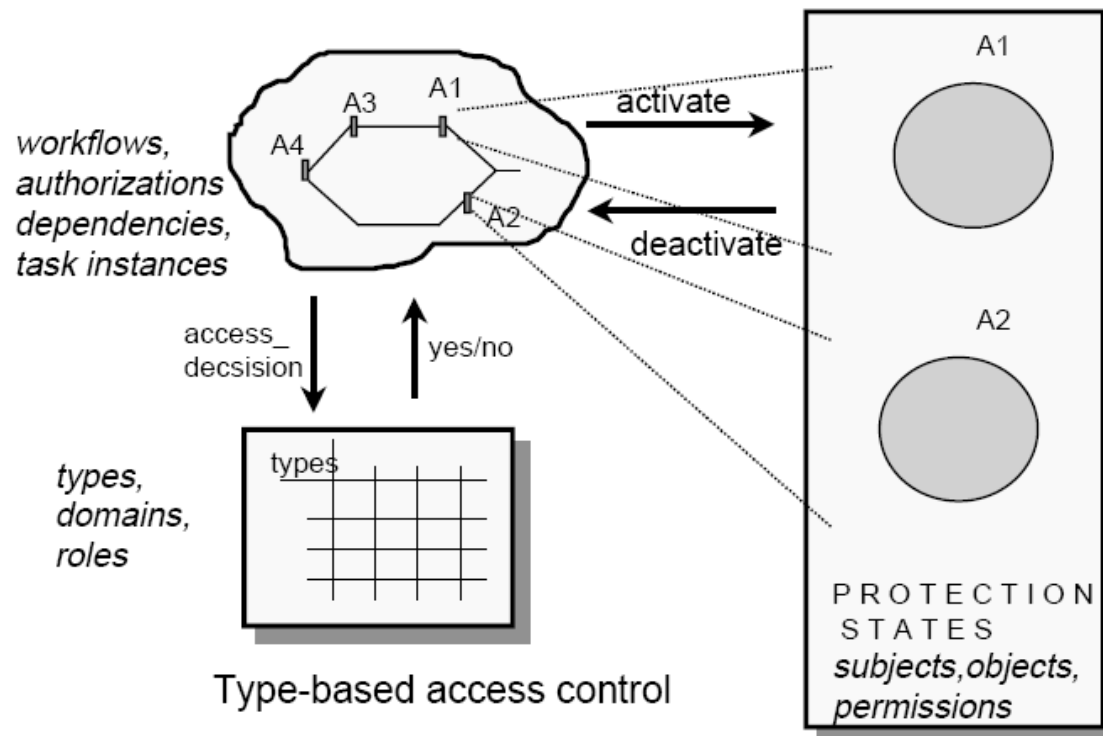 A1
activate
A3
A1
A4
workflows,
authorizations
dependencies,
task instances
A2
deactivate
access_
decsision
yes/no
A2
types
types,
domains,
roles
PROTECTION
STATES
subjects,objects,
permissions
Type-based access control